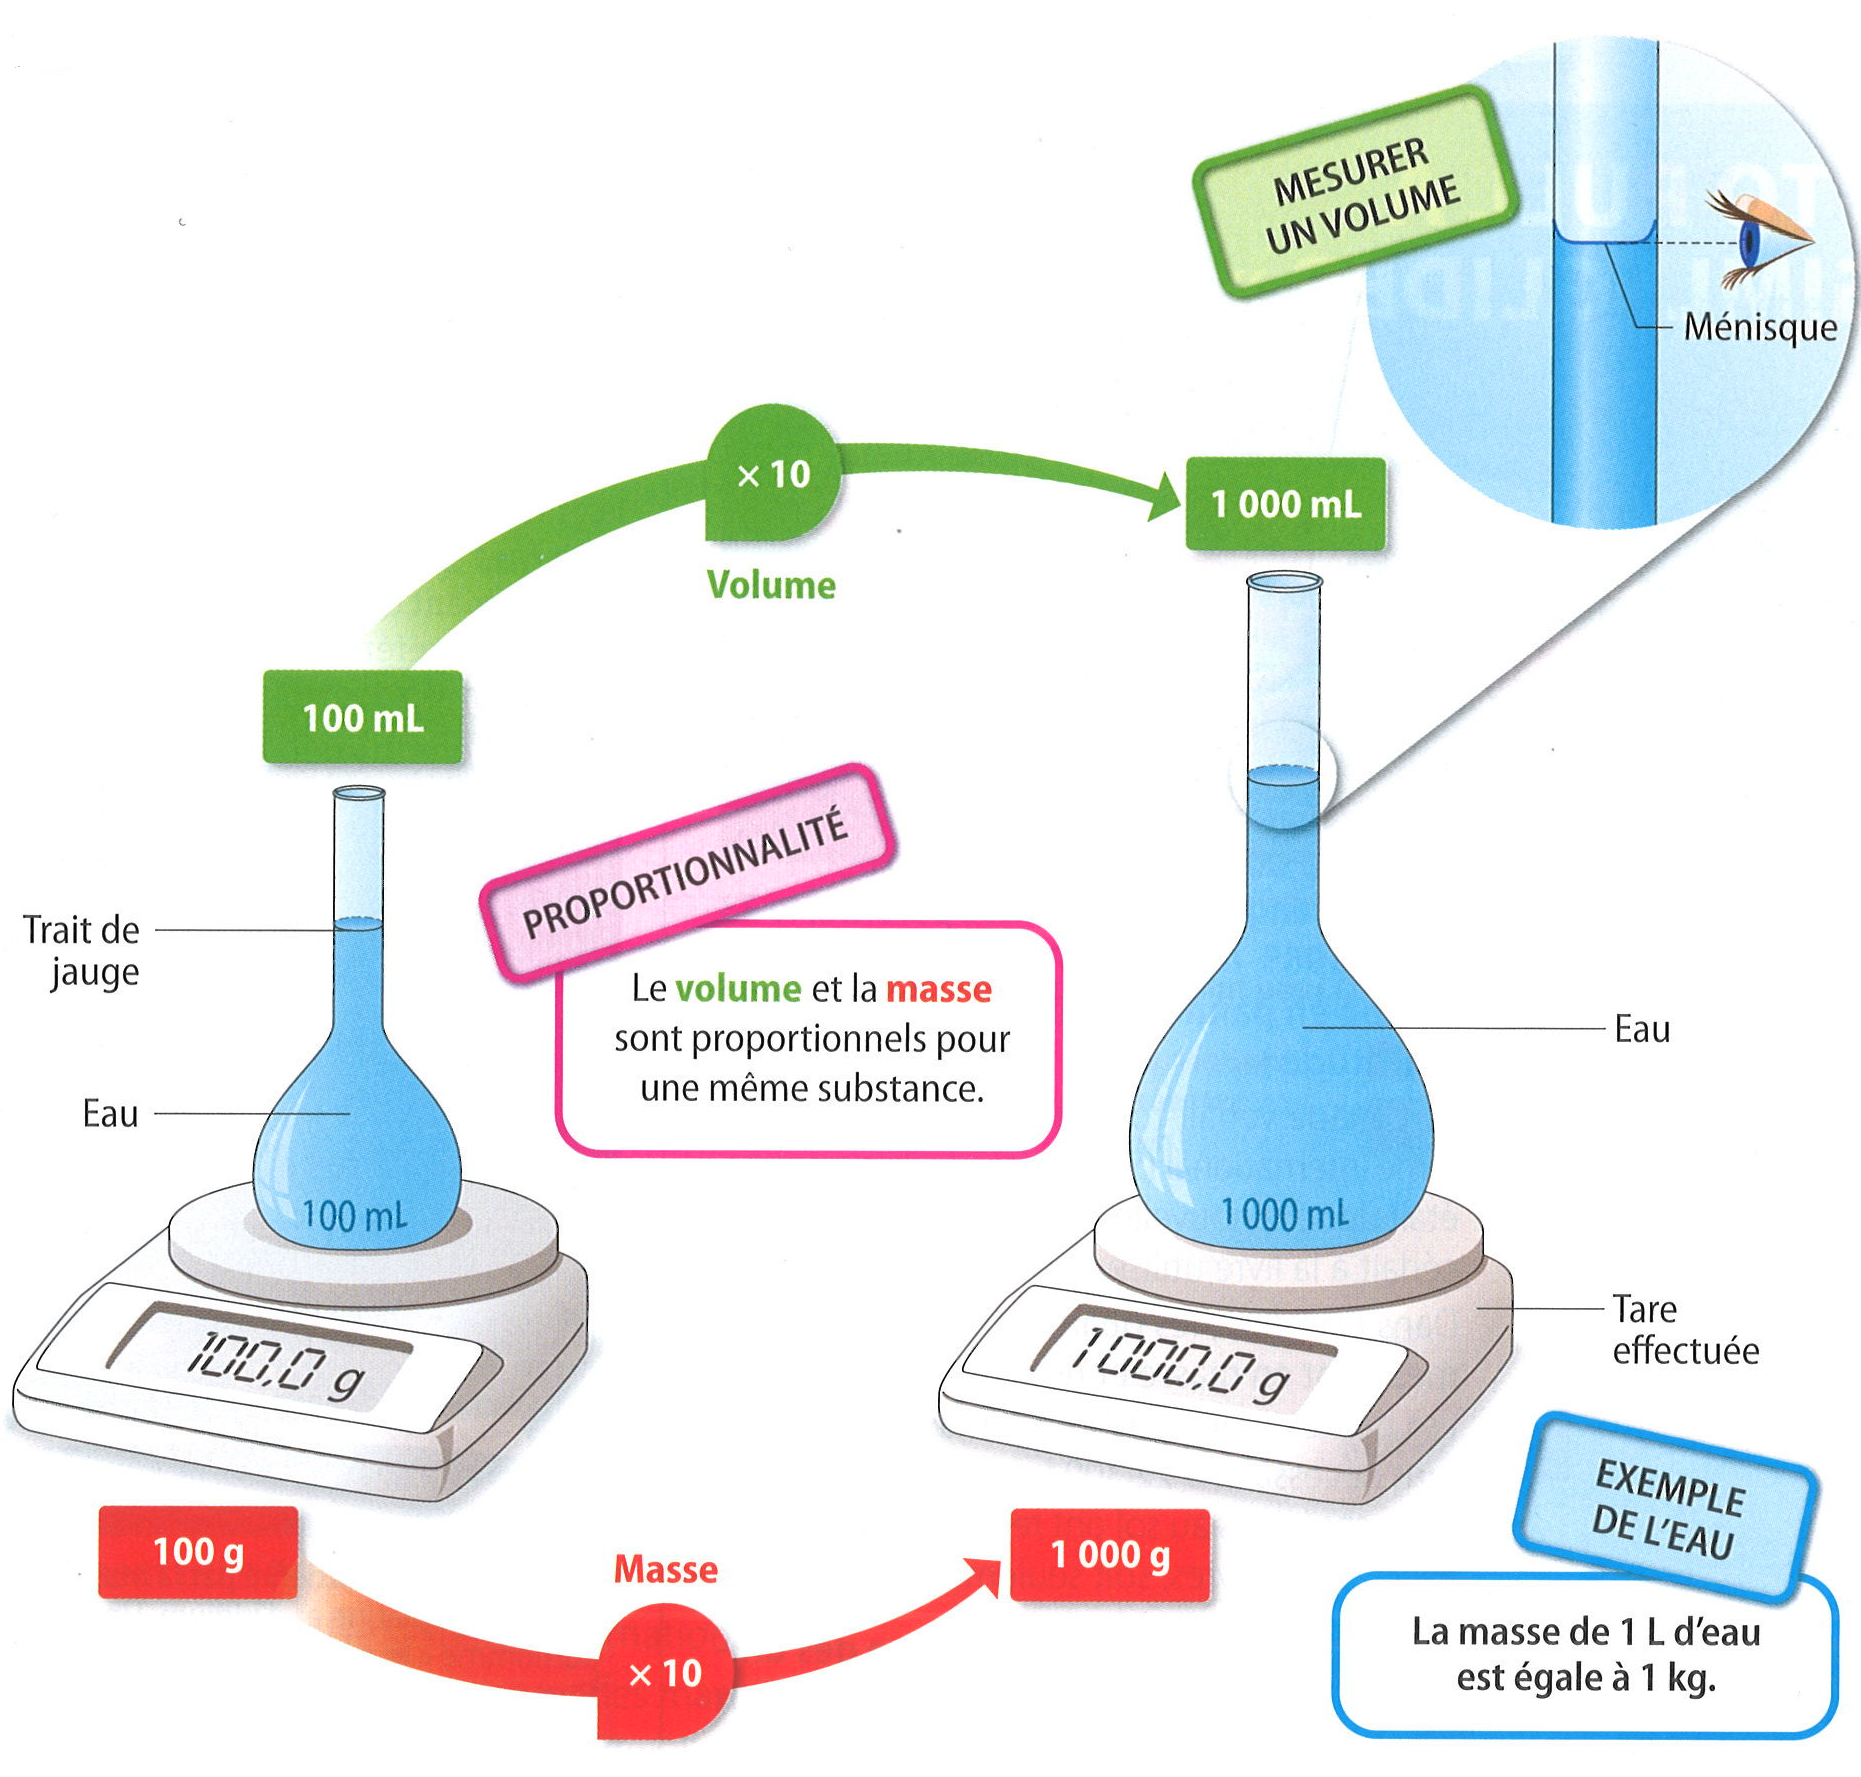 MESURER
UN VOLUME
Ménisque
× 10
Volume
1 000 mL
100 mL
PROPORTIONNALITÉ
Le volume et la masse
sont proportionnels pour
une même substance.
Trait de
jauge
Eau
100 mL
100,0 g
Eau
1 000 mL
1000,0 g
Tare
effectuée
100 g
Masse
× 10
1 000 g
EXEMPLE
DE L'EAU
La masse de 1 L d'eau
est égale à 1 kg.